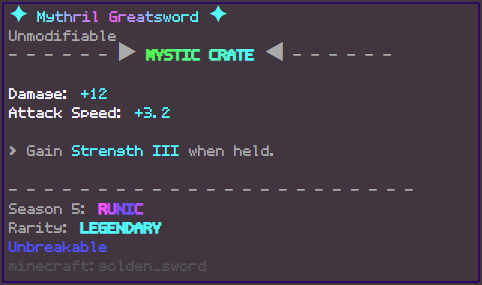 ✦ Mythril Greatsword ✦
Unmodifiable
- - - - - - ▶ MYSTIC CRATE ◀ - - - - - -
Damage: +12
Attack Speed: +3.2
> Gain Strength III when held.
- - - - - - - - - - - - - - - - - - - - - - - -
Season 5: RUNIC
Rarity: LEGENDARY
Unbreakable
minecraft:golden_sword